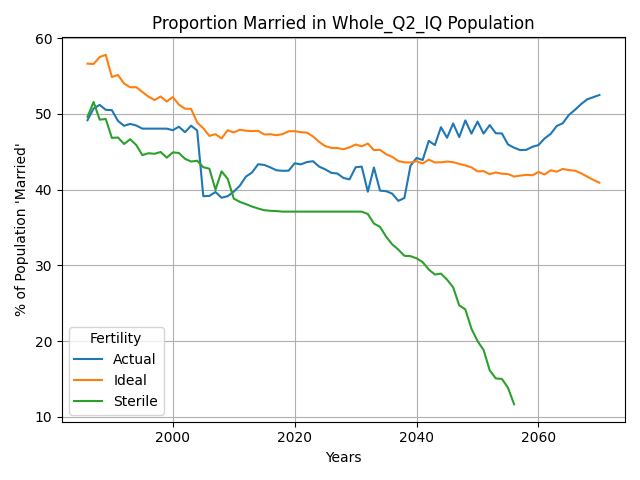 Proportion Married in Whole_Q2_IQ Population
% of Population 'Married'
60
50
40
30
20
10
Fertility
Actual
Ideal
Sterile
2000 2020 2040 2060
Years